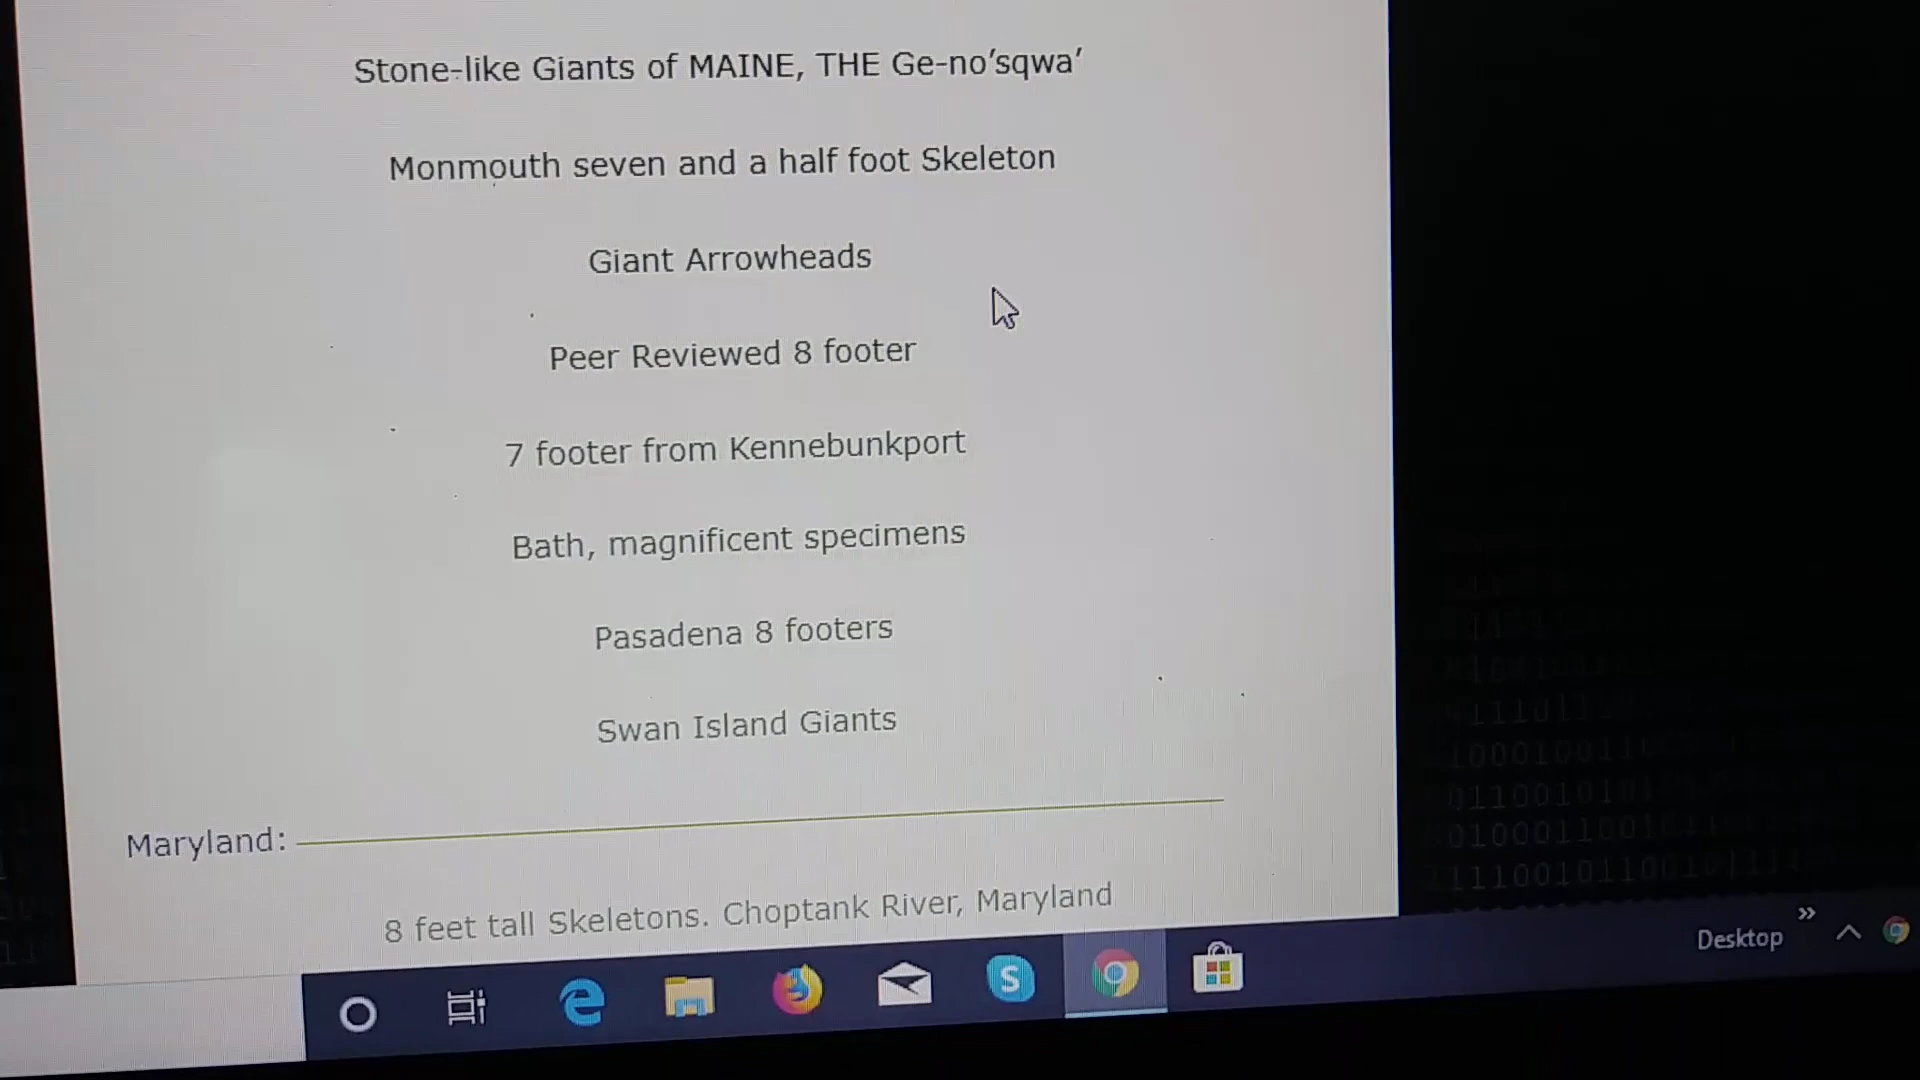 Stone-like Giants of MAINE, THE Ge-no’sqwa’
Monmouth seven and a half foot Skeleton
Giant Arrowheads
Peer Reviewed 8 footer
7 footer from Kennebunkport
Bath, magnificent specimens
Pasadena 8 footers
Swan Island Giants
Maryland:
8 feet tall Skeletons. Choptank River, Maryland
Desktop